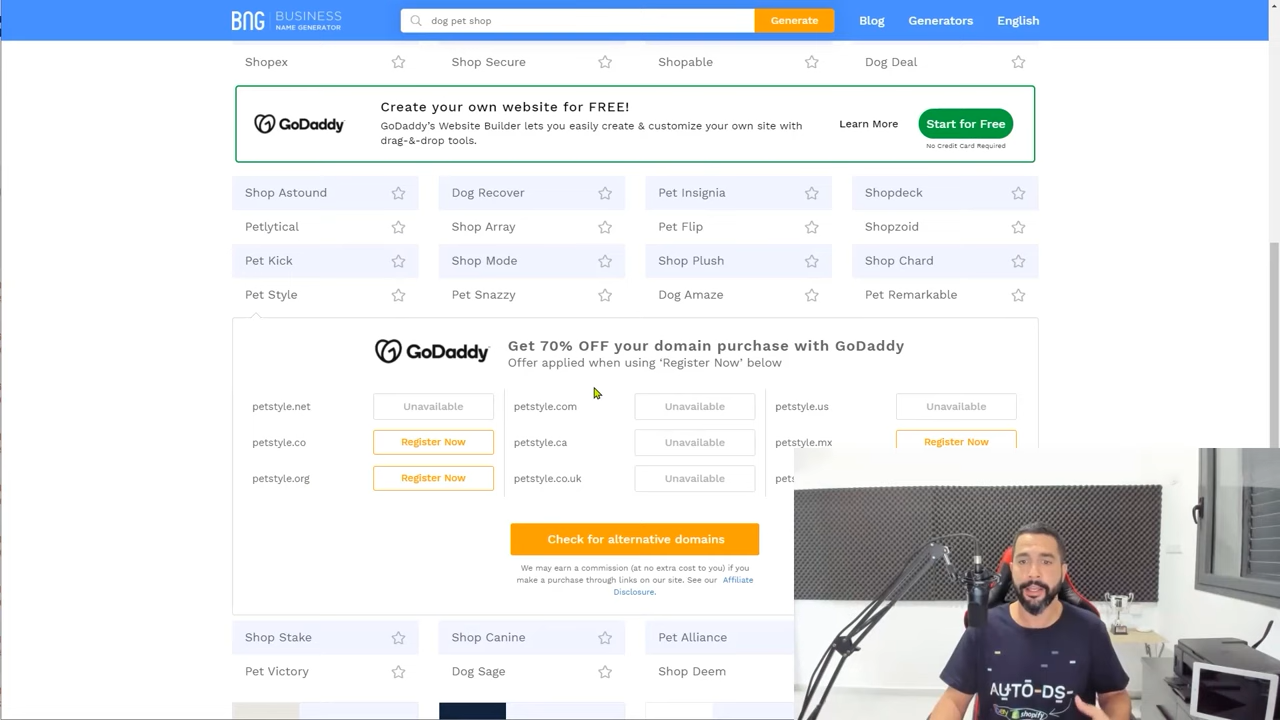 BNG BUSINESS NAME GENERATOR
dog pet shop
Generate
Blog
Generators
English
Shopex
Shop Secure
Shopable
Dog Deal
GoDaddy
Create your own website for FREE!
GoDaddy's Website Builder lets you easily create & customize your own site with
drag-&-drop tools.
Learn More
Start for Free
No Credit Card Required
Shop Astound
Dog Recover
Pet Insignia
Shopdeck
Petlytical
Shop Array
Pet Flip
Shopzoid
Pet Kick
Shop Mode
Shop Plush
Shop Chard
Pet Style
Pet Snazzy
Dog Amaze
Pet Remarkable
GoDaddy
Get 70% OFF your domain purchase with GoDaddy
Offer applied when using ‘Register Now’ below
petstyle.net
Unavailable
petstyle.com
Unavailable
petstyle.us
Unavailable
petstyle.co
Register Now
petstyle.ca
Unavailable
petstyle.mx
Register Now
petstyle.org
Register Now
petstyle.co.uk
Unavailable
Check for alternative domains
We may earn a commission (at no extra cost to you) if you
make a purchase through links on our site. See our Affiliate
Disclosure.
Shop Stake
Shop Canine
Pet Alliance
Pet Victory
Dog Sage
Shop Deem
AUTO-DS-
shopify